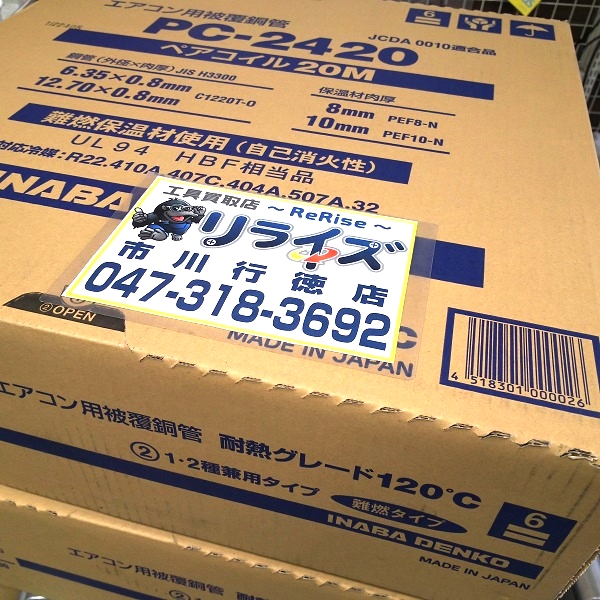 エアコン用被覆銅管
6
PC-2420
JCDA 0010適合品
ペアコイル 20M
銅管(外径×肉厚) JIS H3300
6.35×0.8mm
12.70×0.8mm C1220T-O
保温材肉厚
8mm PEF8-N
10mm PEF10-N
難燃保温材使用(自己消火性)
UL94 HBF相当品
対応冷媒:R22.410A.407C.404A.507A.32
INABA
工具買取店
~ReRise~
リライズ
市川行徳店
047-318-3692
②OPEN
℃
MADE IN JAPAN
4 518301 000026
エアコン用被覆銅管 耐熱グレード120℃
②1・2種兼用タイプ 難燃タイプ
6
INABA DENKO
MADE IN JAPAN
エアコン用被覆銅管